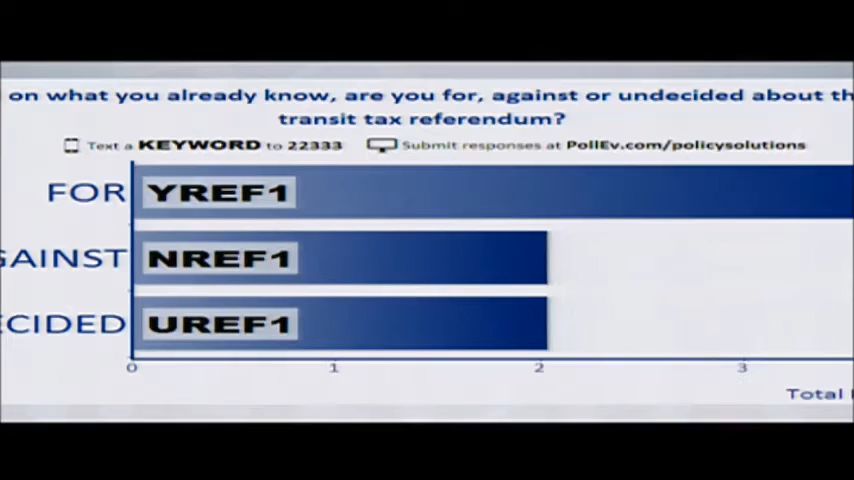 on what you already know, are you for, against or undecided about th
transit tax referendum?
Text a KEYWORD to 22333 Submit responses at PollEv.com/policysolutions
FOR YREF1
GAINST NREF1
ECIDED UREF1
0 1 2 3
Total